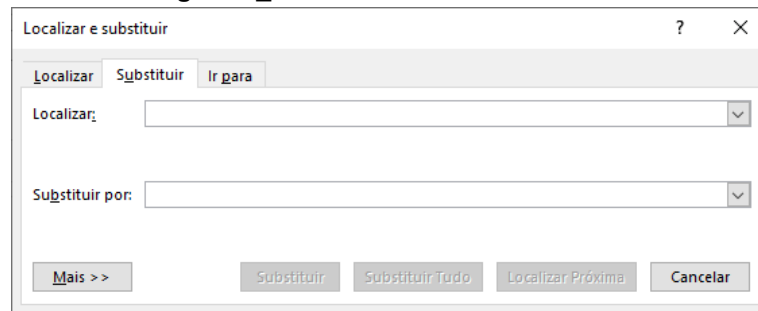 Localizar e substituir ?
Localizar Substituir Ir para
Localizar:
Substituir por:
Mais >> Substituir Substituir Tudo Localizar Próxima Cancelar